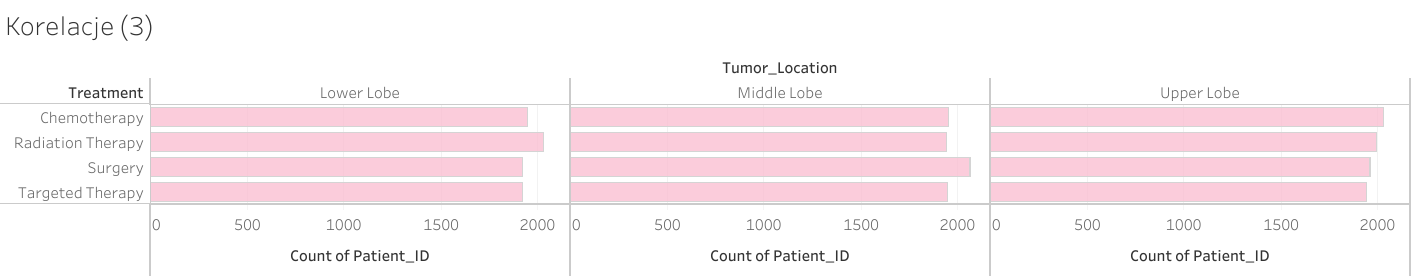 Korelacje (3)
Tumor_Location
Treatment Lower Lobe Middle Lobe Upper Lobe
Chemotherapy
Radiation Therapy
Surgery
Targeted Therapy
0 500 1000 1500 2000 0 500 1000 1500 2000 0 500 1000 1500 2000
Count of Patient_ID Count of Patient_ID Count of Patient_ID